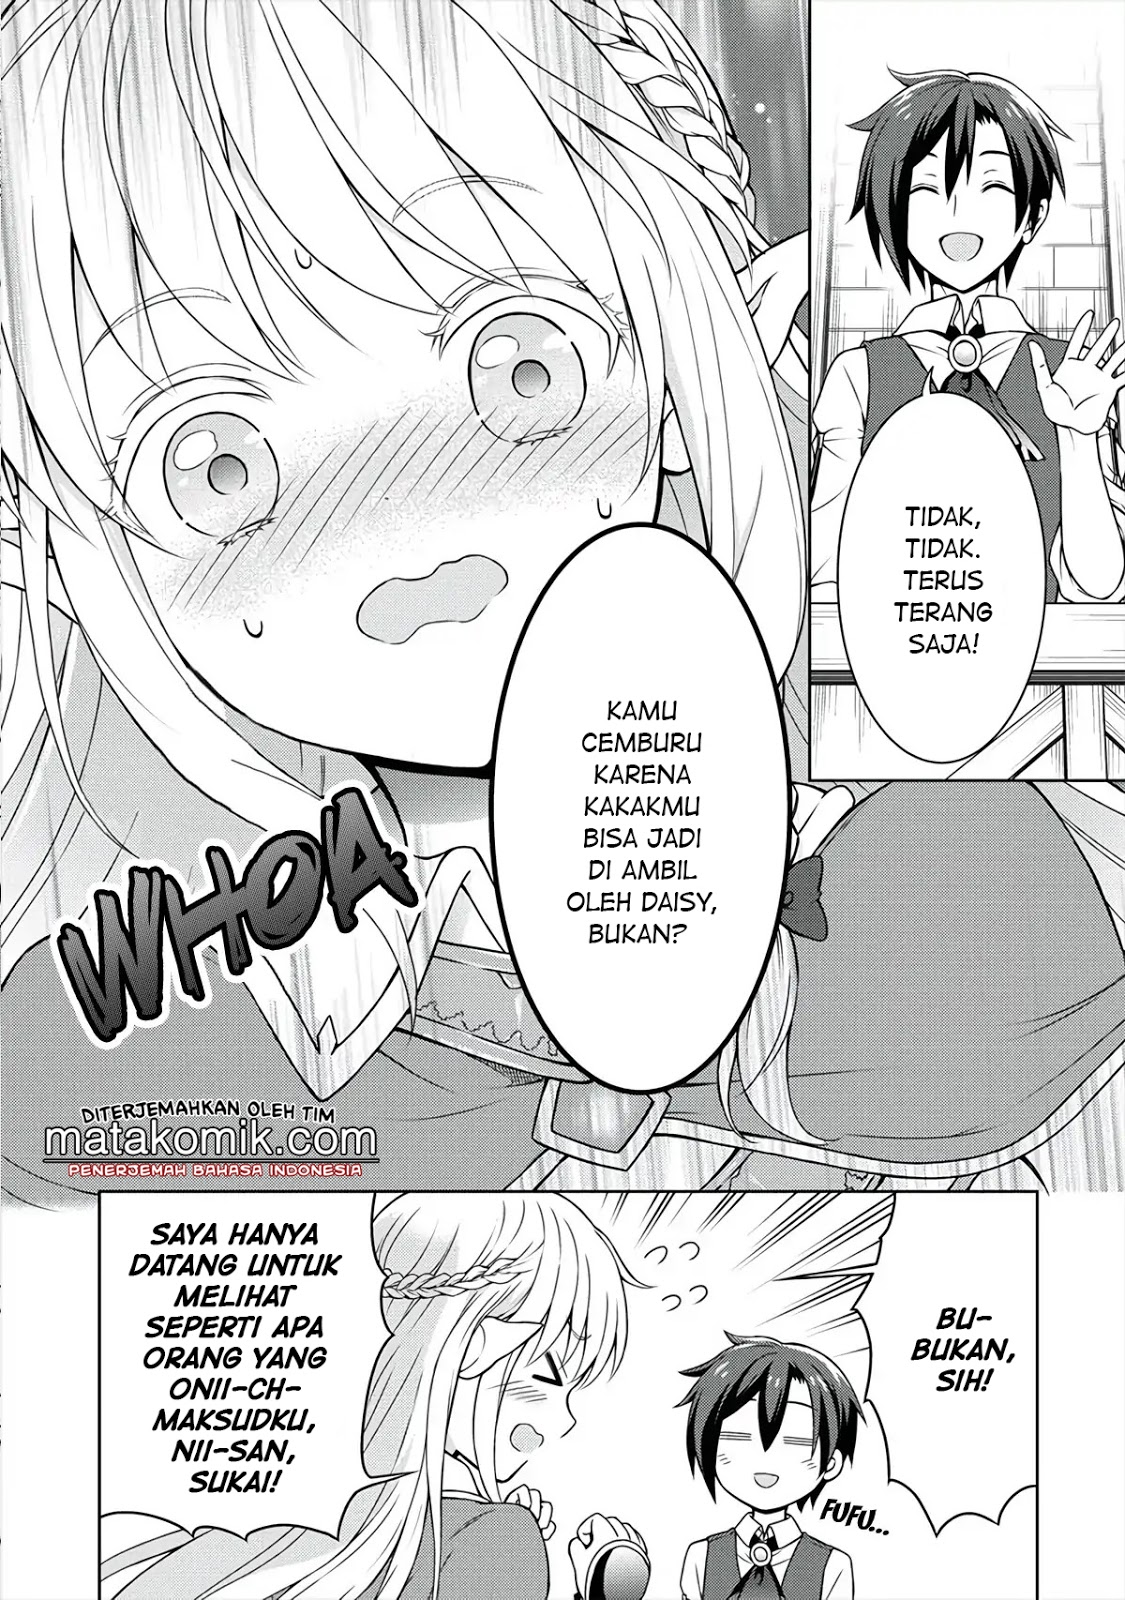 TIDAK,
TIDAK.
TERUS
TERANG
SAJA!
KAMU
CEMBURU
KARENA
KAKAKMU
BISA JADI
DI AMBIL
OLEH DAISY,
BUKAN?
WHOA
DITERJEMAHKAN OLEH TIM
matakomik.com
PENERJEMAH BAHASA INDONESIA
BU-
BUKAN,
SIH!
FUFU...
SAYA HANYA
DATANG UNTUK
MELIHAT
SEPERTI APA
ORANG YANG
ONII-CH-
MAKSUDKU,
NII-SAN,
SUKAI!